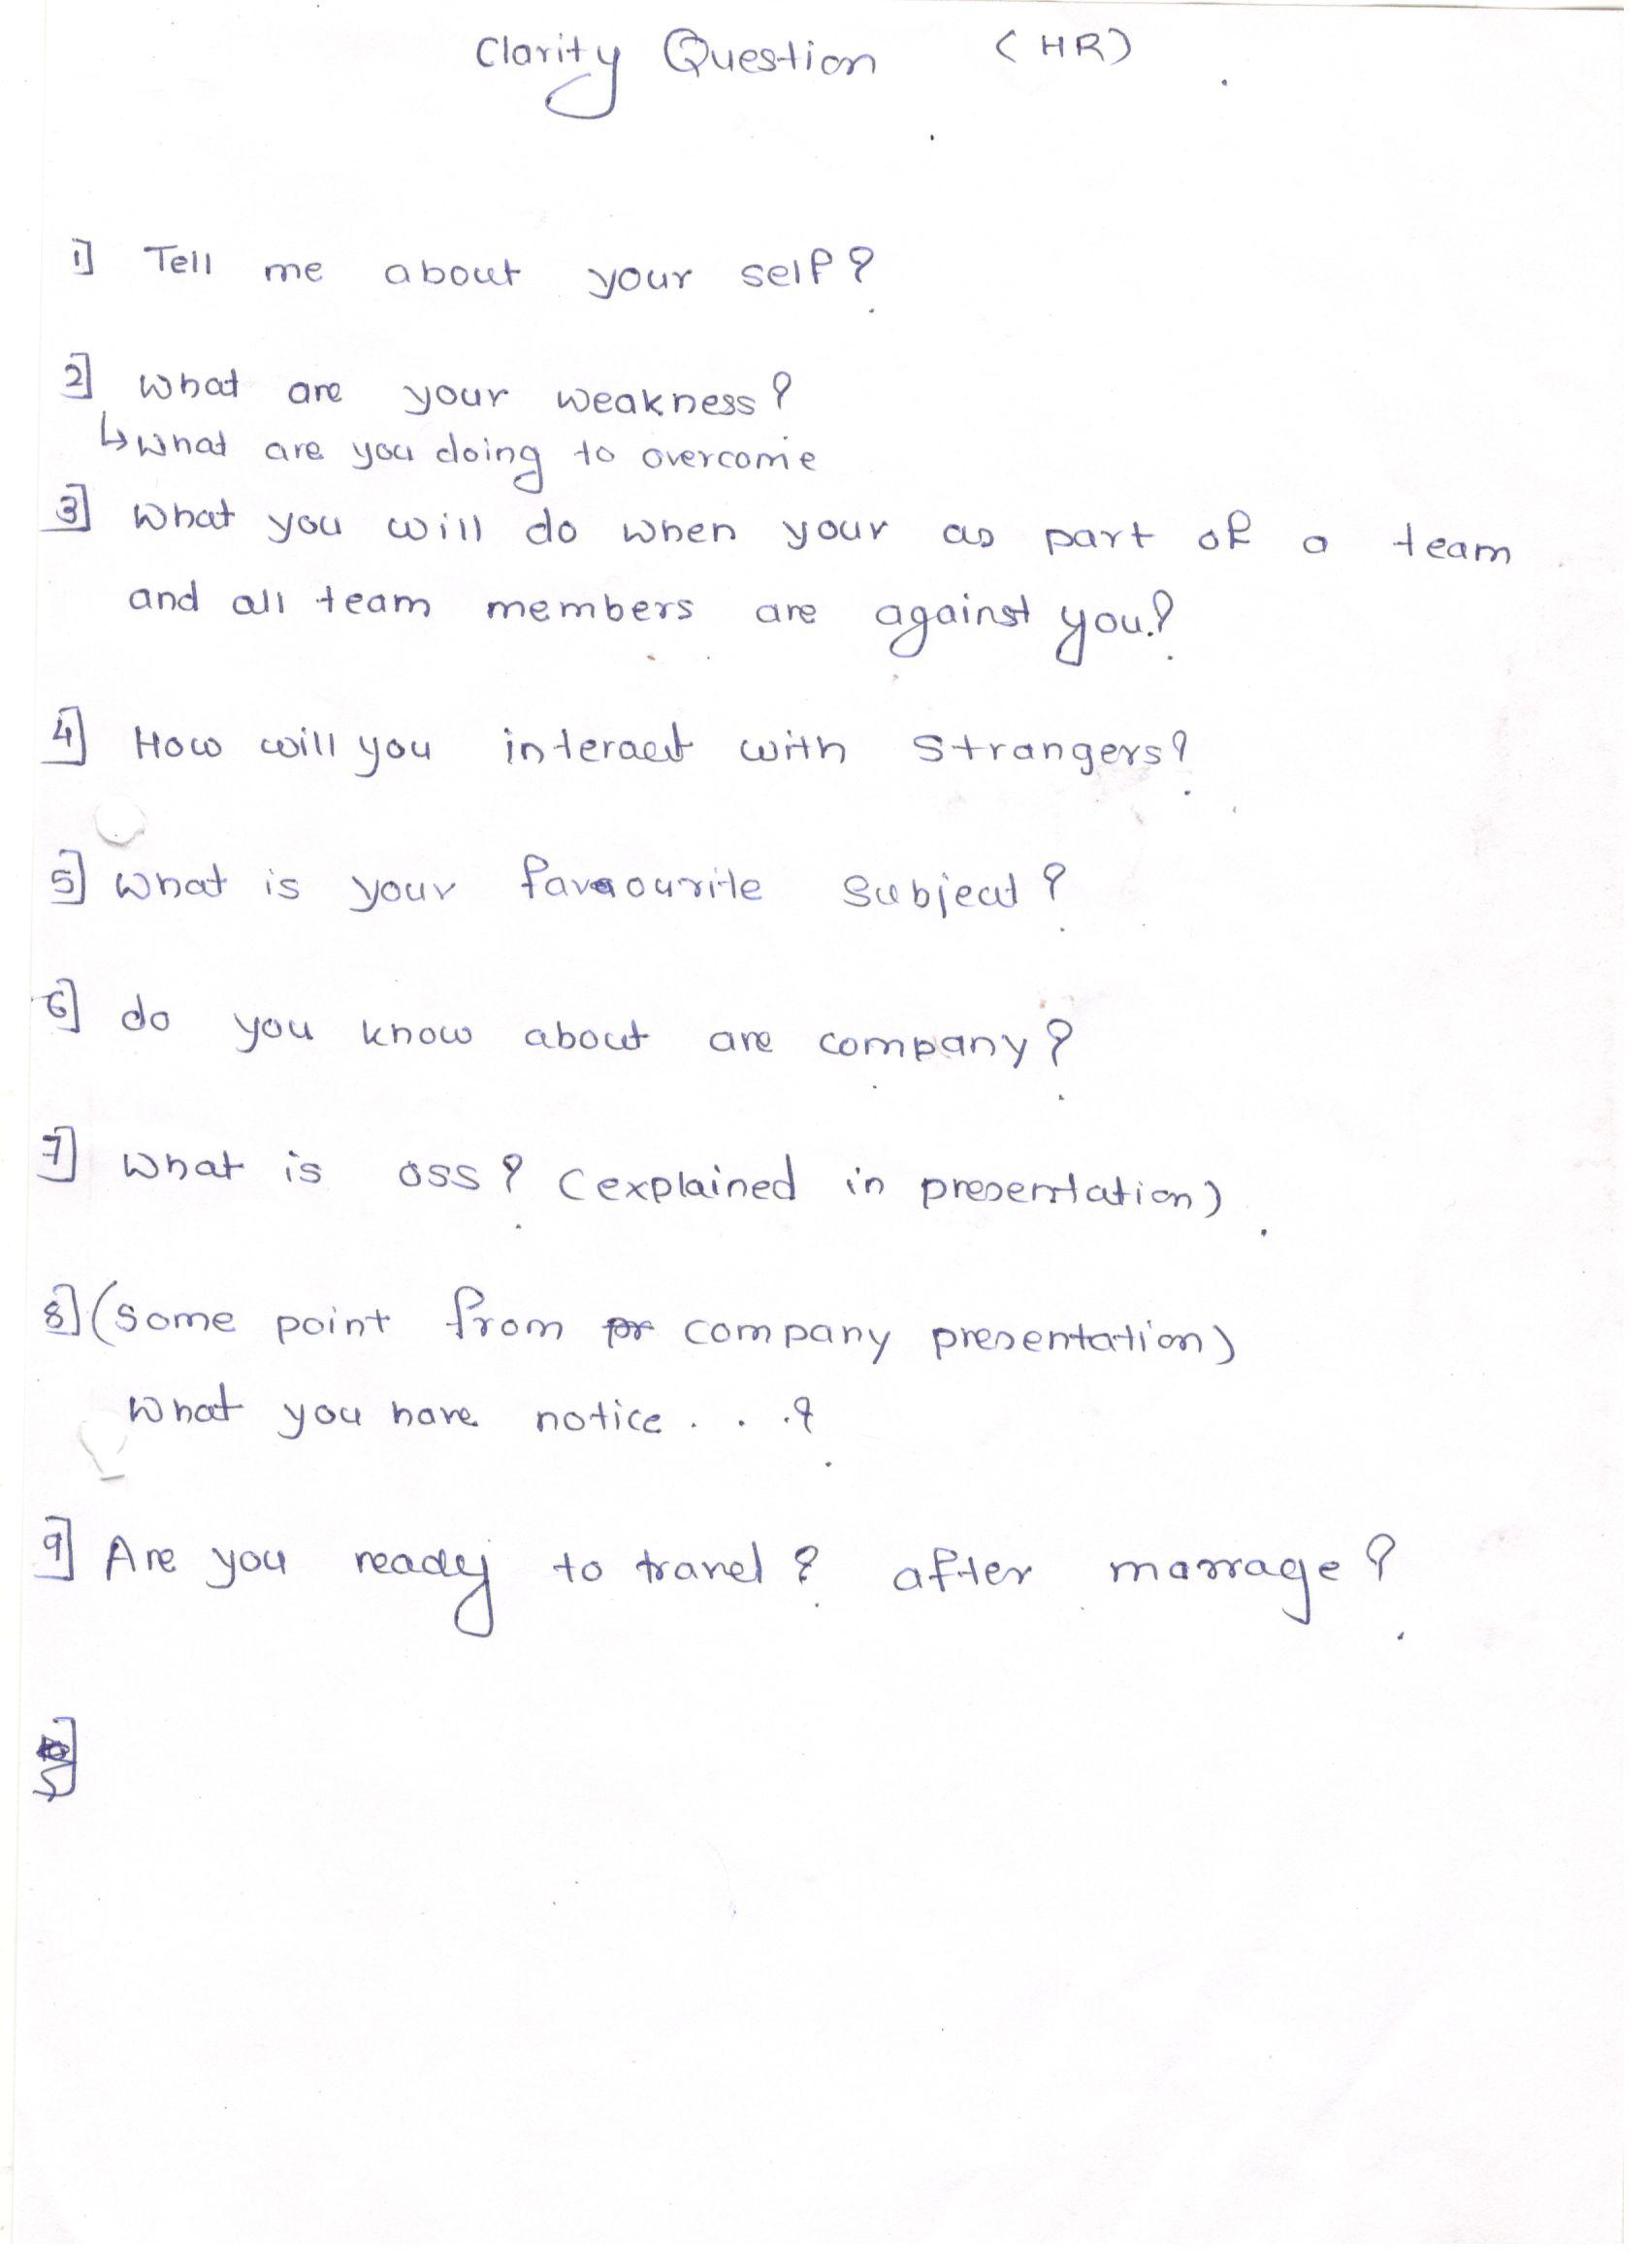 Clarity Question (HR)
1] Tell me about your self?
2] What are your weakness?
↳ what are you doing to overcome
3] What you will do when your as part of a team
and all team members are against you?
4] How will you interact with strangers?
5] What is your favourite subject?
6] do you know about are company?
7] What is OSS? (explained in presentation)
8] (some point from company presentation)
What you have notice . . .?
9] Are you ready to travel? after marrage?